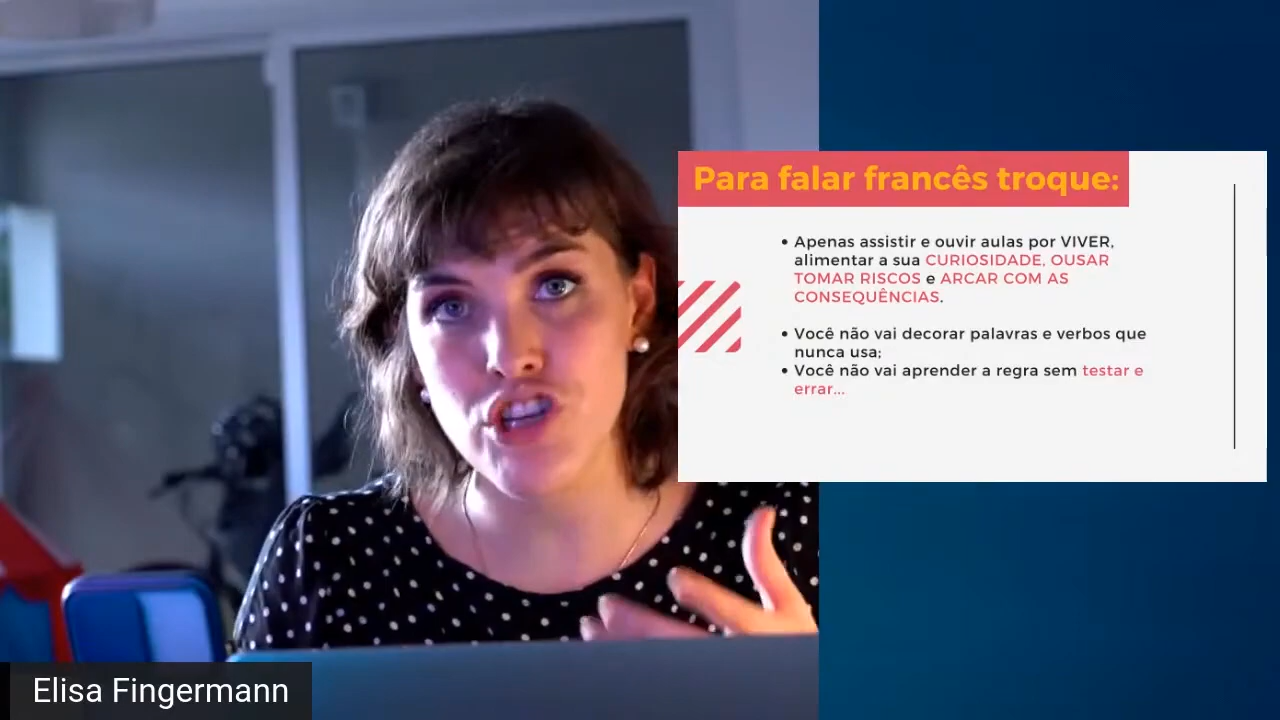 Para falar francês troque:
Apenas assistir e ouvir aulas por VIVER,
alimentar a sua CURIOSIDADE, OUSAR
TOMAR RISCOS e ARCAR COM AS
CONSEQUÊNCIAS.
Você não vai decorar palavras e verbos que
nunca usa;
Você não vai aprender a regra sem testar e
errar...
Elisa Fingermann